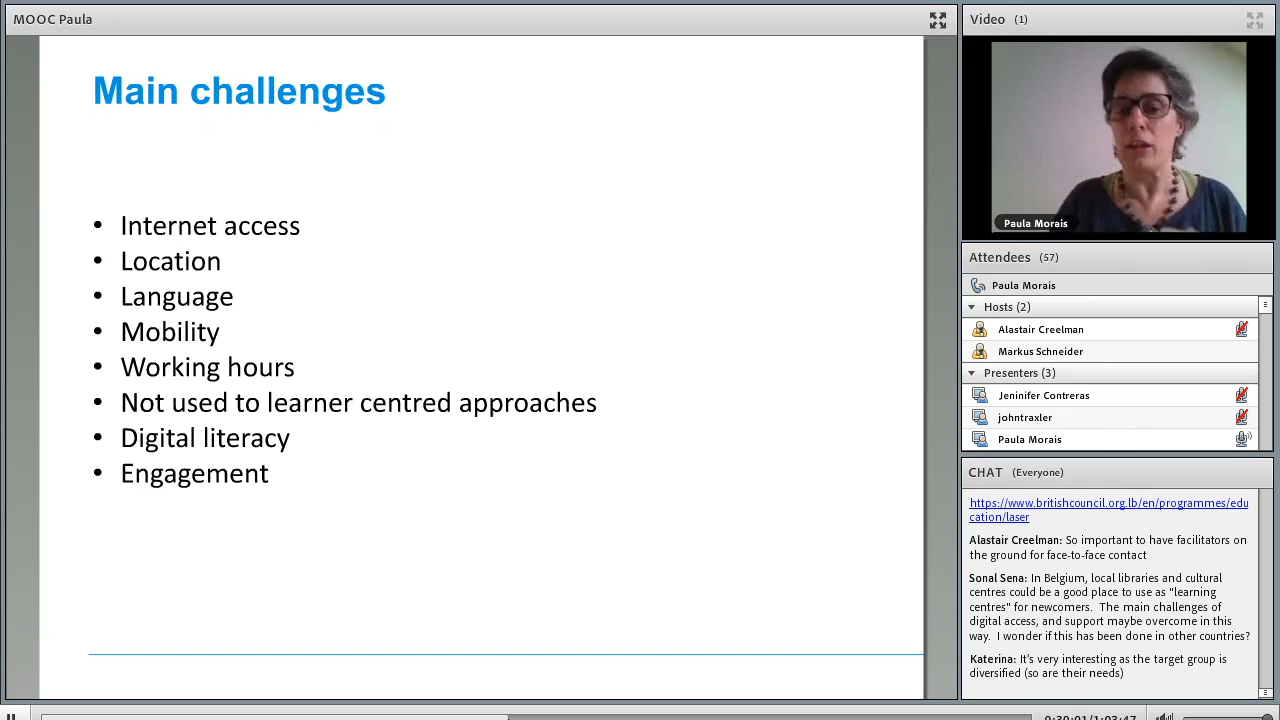 MOOC Paula
Main challenges
• Internet access
• Location
• Language
• Mobility
• Working hours
• Not used to learner centred approaches
• Digital literacy
• Engagement
Video (1)
Paula Morais
Attendees (57)
Paula Morais
Hosts (2)
Alastair Creelman
Markus Schneider
Presenters (3)
Jeninifer Contreras
johntraxler
Paula Morais
CHAT (Everyone)
https://www.britishcouncil.org.lb/en/programmes/edu
cation/laser
Alastair Creelman: So important to have facilitators on
the ground for face-to-face contact
Sonal Sena: In Belgium, local libraries and cultural
centres could be a good place to use as "learning
centres" for newcomers. The main challenges of
digital access, and support maybe overcome in this
way. I wonder if this has been done in other countries?
Katerina: It's very interesting as the target group is
diversified (so are their needs)
0:30:01/1:03:47